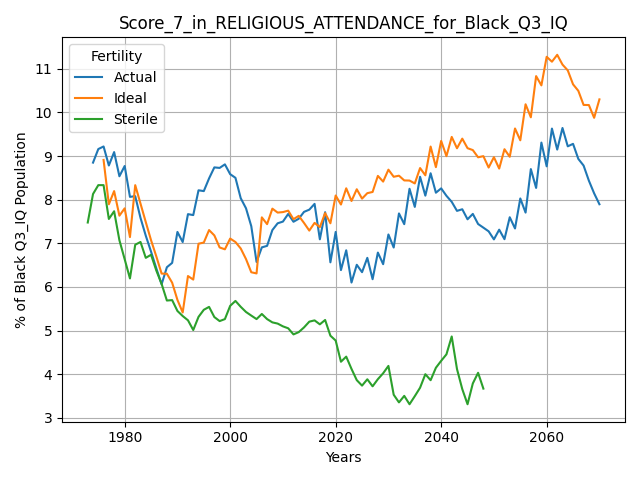 Score_7_in_RELIGIOUS_ATTENDANCE_for_Black_Q3_IQ
Fertility
Actual
Ideal
Sterile
% of Black Q3_IQ Population
11
10
9
8
7
6
5
4
3
1980
2000
2020
2040
2060
Years